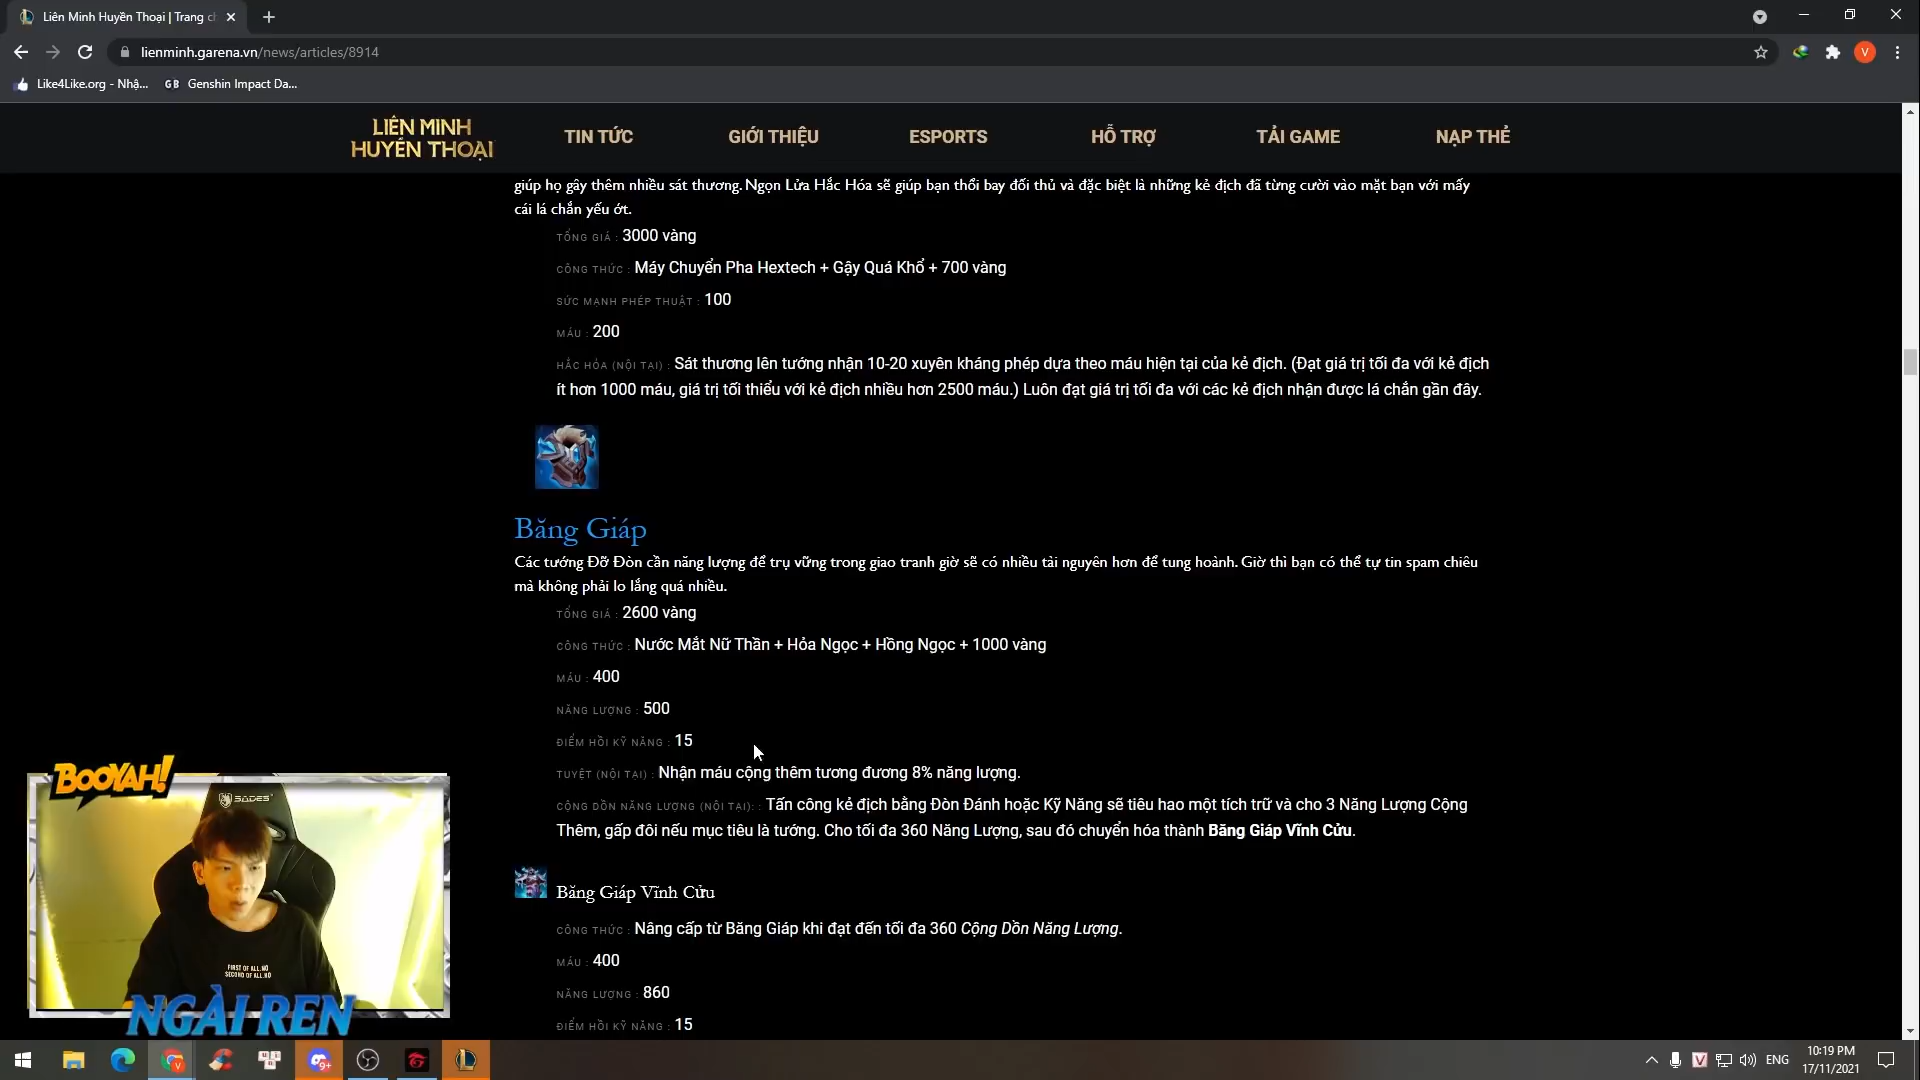 Liên Minh Huyền Thoại | Trang ch
lienminh.garena.vn/news/articles/8914
V
Like4Like.org - Nhậ...
GB Genshin Impact Da...
LIÊN MINH
HUYỀN THOẠI
TIN TỨC
GIỚI THIỆU
ESPORTS
HỖ TRỢ
TẢI GAME
NẠP THẺ
giúp họ gây thêm nhiều sát thương. Ngọn Lửa Hắc Hóa sẽ giúp bạn thổi bay đối thủ và đặc biệt là những kẻ địch đã từng cười vào mặt bạn với mấy
cái lá chắn yếu ớt.
TỔNG GIÁ : 3000 vàng
CÔNG THỨC : Máy Chuyển Pha Hextech + Gậy Quá Khổ + 700 vàng
SỨC MẠNH PHÉP THUẬT : 100
MÁU : 200
HẮC HÓA (NỘI TẠI) : Sát thương lên tướng nhận 10-20 xuyên kháng phép dựa theo máu hiện tại của kẻ địch. (Đạt giá trị tối đa với kẻ địch
ít hơn 1000 máu, giá trị tối thiểu với kẻ địch nhiều hơn 2500 máu.) Luôn đạt giá trị tối đa với các kẻ địch nhận được lá chắn gần đây.
Băng Giáp
Các tướng Đỡ Đòn cần năng lượng để trụ vững trong giao tranh giờ sẽ có nhiều tài nguyên hơn để tung hoành. Giờ thì bạn có thể tự tin spam chiêu
mà không phải lo lắng quá nhiều.
TỔNG GIÁ : 2600 vàng
CÔNG THỨC : Nước Mắt Nữ Thần + Hỏa Ngọc + Hồng Ngọc + 1000 vàng
MÁU : 400
NĂNG LƯỢNG : 500
ĐIỂM HỒI KỸ NĂNG : 15
TUYỆT (NỘI TẠI) : Nhận máu cộng thêm tương đương 8% năng lượng.
CỘNG DỒN NĂNG LƯỢNG (NỘI TẠI): : Tấn công kẻ địch bằng Đòn Đánh hoặc Kỹ Năng sẽ tiêu hao một tích trữ và cho 3 Năng Lượng Cộng
Thêm, gấp đôi nếu mục tiêu là tướng. Cho tối đa 360 Năng Lượng, sau đó chuyển hóa thành Băng Giáp Vĩnh Cửu.
Băng Giáp Vĩnh Cửu
CÔNG THỨC : Nâng cấp từ Băng Giáp khi đạt đến tối đa 360 Cộng Dồn Năng Lượng.
MÁU : 400
NĂNG LƯỢNG : 860
ĐIỂM HỒI KỸ NĂNG : 15
BOOYAH!
SADES
FIRST OF ALL,NO
SECOND OF ALL,NO
NGÀI REN
V
9+
V
ENG
10:19 PM
17/11/2021